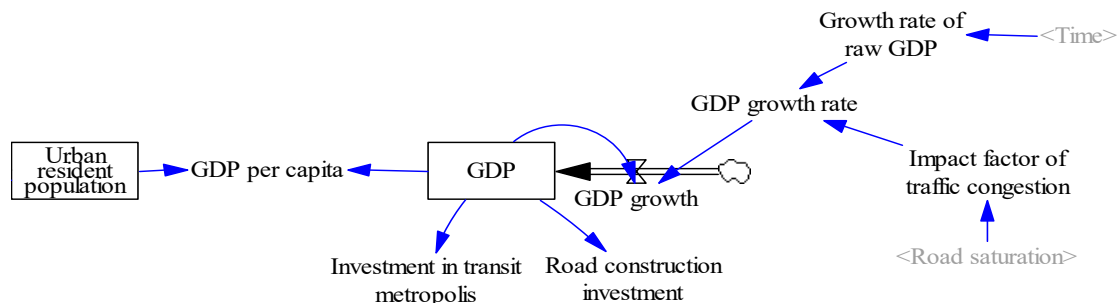 Growth rate of
raw GDP
<Time>
GDP growth rate
Urban
resident
population
GDP per capita
GDP
GDP growth
Impact factor of
traffic congestion
Investment in transit
metropolis
Road construction
investment
<Road saturation>